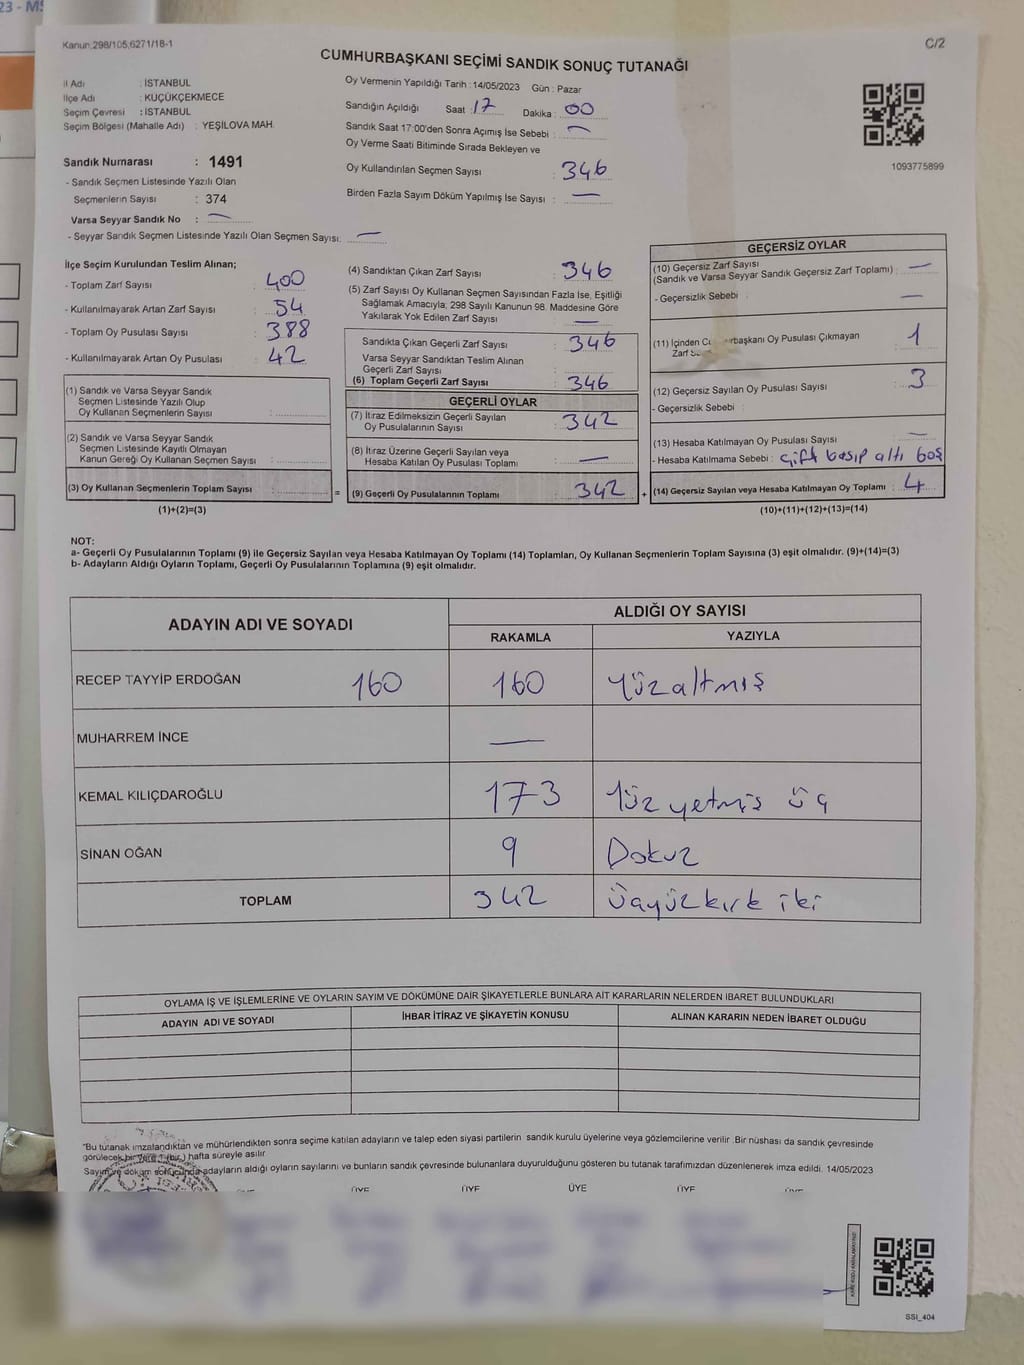 23 - MS
Kanun:298/105,6271/18-1
C/2
CUMHURBAŞKANI SEÇİMİ SANDIK SONUÇ TUTANAĞI
İl Adı : İSTANBUL
İlçe Adı : KÜÇÜKÇEKMECE
Seçim Çevresi : İSTANBUL
Seçim Bölgesi (Mahalle Adı) : YEŞİLOVA MAH.
Sandık Numarası : 1491
- Sandık Seçmen Listesinde Yazılı Olan
Seçmenlerin Sayısı : 374
Varsa Seyyar Sandık No : —
- Seyyar Sandık Seçmen Listesinde Yazılı Olan Seçmen Sayısı: —
Oy Vermenin Yapıldığı Tarih : 14/05/2023 Gün : Pazar
Sandığın Açıldığı Saat : 17 Dakika : 00
Sandık Saat 17:00'den Sonra Açımış İse Sebebi : —
Oy Verme Saati Bitiminde Sırada Bekleyen ve
Oy Kullandırılan Seçmen Sayısı : 346
Birden Fazla Sayım Döküm Yapılmış İse Sayısı : —
1093775899
İlçe Seçim Kurulundan Teslim Alınan;
- Toplam Zarf Sayısı : 400
- Kullanılmayarak Artan Zarf Sayısı : 54
- Toplam Oy Pusulası Sayısı : 388
- Kullanılmayarak Artan Oy Pusulası : 42
(1) Sandık ve Varsa Seyyar Sandık
Seçmen Listesinde Yazılı Olup
Oy Kullanan Seçmenlerin Sayısı :
(2) Sandık ve Varsa Seyyar Sandık
Seçmen Listesinde Kayıtlı Olmayan
Kanun Gereği Oy Kullanan Seçmen Sayısı :
(3) Oy Kullanan Seçmenlerin Toplam Sayısı :
(1)+(2)=(3)
(4) Sandıktan Çıkan Zarf Sayısı : 346
(5) Zarf Sayısı Oy Kullanan Seçmen Sayısından Fazla İse, Eşitliği
Sağlamak Amacıyla, 298 Sayılı Kanunun 98. Maddesine Göre
Yakılarak Yok Edilen Zarf Sayısı : —
Sandıkta Çıkan Geçerli Zarf Sayısı : 346
Varsa Seyyar Sandıktan Teslim Alınan
Geçerli Zarf Sayısı :
(6) Toplam Geçerli Zarf Sayısı : 346
GEÇERLİ OYLAR
(7) İtiraz Edilmeksizin Geçerli Sayılan
Oy Pusulalarının Sayısı : 342
(8) İtiraz Üzerine Geçerli Sayılan veya
Hesaba Katılan Oy Pusulası Toplamı : —
= (9) Geçerli Oy Pusulalarının Toplamı : 342
GEÇERSİZ OYLAR
(10) Geçersiz Zarf Sayısı
(Sandık ve Varsa Seyyar Sandık Geçersiz Zarf Toplamı) : —
- Geçersizlik Sebebi : —
(11) İçinden Cu rbaşkanı Oy Pusulası Çıkmayan
Zarf 1
(12) Geçersiz Sayılan Oy Pusulası Sayısı : 3
- Geçersizlik Sebebi :
(13) Hesaba Katılmayan Oy Pusulası Sayısı : —
- Hesaba Katılmama Sebebi : çift basıp altı boş
+ (14) Geçersiz Sayılan veya Hesaba Katılmayan Oy Toplamı : 4
(10)+(11)+(12)+(13)=(14)
NOT:
a- Geçerli Oy Pusulalarının Toplamı (9) ile Geçersiz Sayılan veya Hesaba Katılmayan Oy Toplamı (14) Toplamları, Oy Kullanan Seçmenlerin Toplam Sayısına (3) eşit olmalıdır. (9)+(14)=(3)
b- Adayların Aldığı Oyların Toplamı, Geçerli Oy Pusulalarının Toplamına (9) eşit olmalıdır.
ADAYIN ADI VE SOYADI
ALDIĞI OY SAYISI
RAKAMLA YAZIYLA
RECEP TAYYİP ERDOĞAN 160 160 Yüzaltmış
MUHARREM İNCE —
KEMAL KILIÇDAROĞLU 173 Yüz yetmiş üç
SİNAN OĞAN 9 Dokuz
TOPLAM 342 Üçyüzkırk iki
OYLAMA İŞ VE İŞLEMLERİNE VE OYLARIN SAYIM VE DÖKÜMÜNE DAİR ŞİKAYETLERLE BUNLARA AİT KARARLARIN NELERDEN İBARET BULUNDUKLARI
ADAYIN ADI VE SOYADI İHBAR İTİRAZ VE ŞİKAYETİN KONUSU ALINAN KARARIN NEDEN İBARET OLDUĞU
"Bu tutanak imzalandıktan ve mühürlendikten sonra seçime katılan adayların ve talep eden siyasi partilerin sandık kurulu üyelerine veya gözlemcilerine verilir .Bir nüshası da sandık çevresinde
görülecek bir yere 1 (bir) hafta süreyle asılır
Sayım ve döküm sonucunda adayların aldığı oyların sayılarını ve bunların sandık çevresinde bulunanlara duyurulduğunu gösteren bu tutanak tarafımızdan düzenlenerek imza edildi. 14/05/2023
ÜYE ÜYE ÜYE ÜYE ÜYE ÜYE
SSİ_404